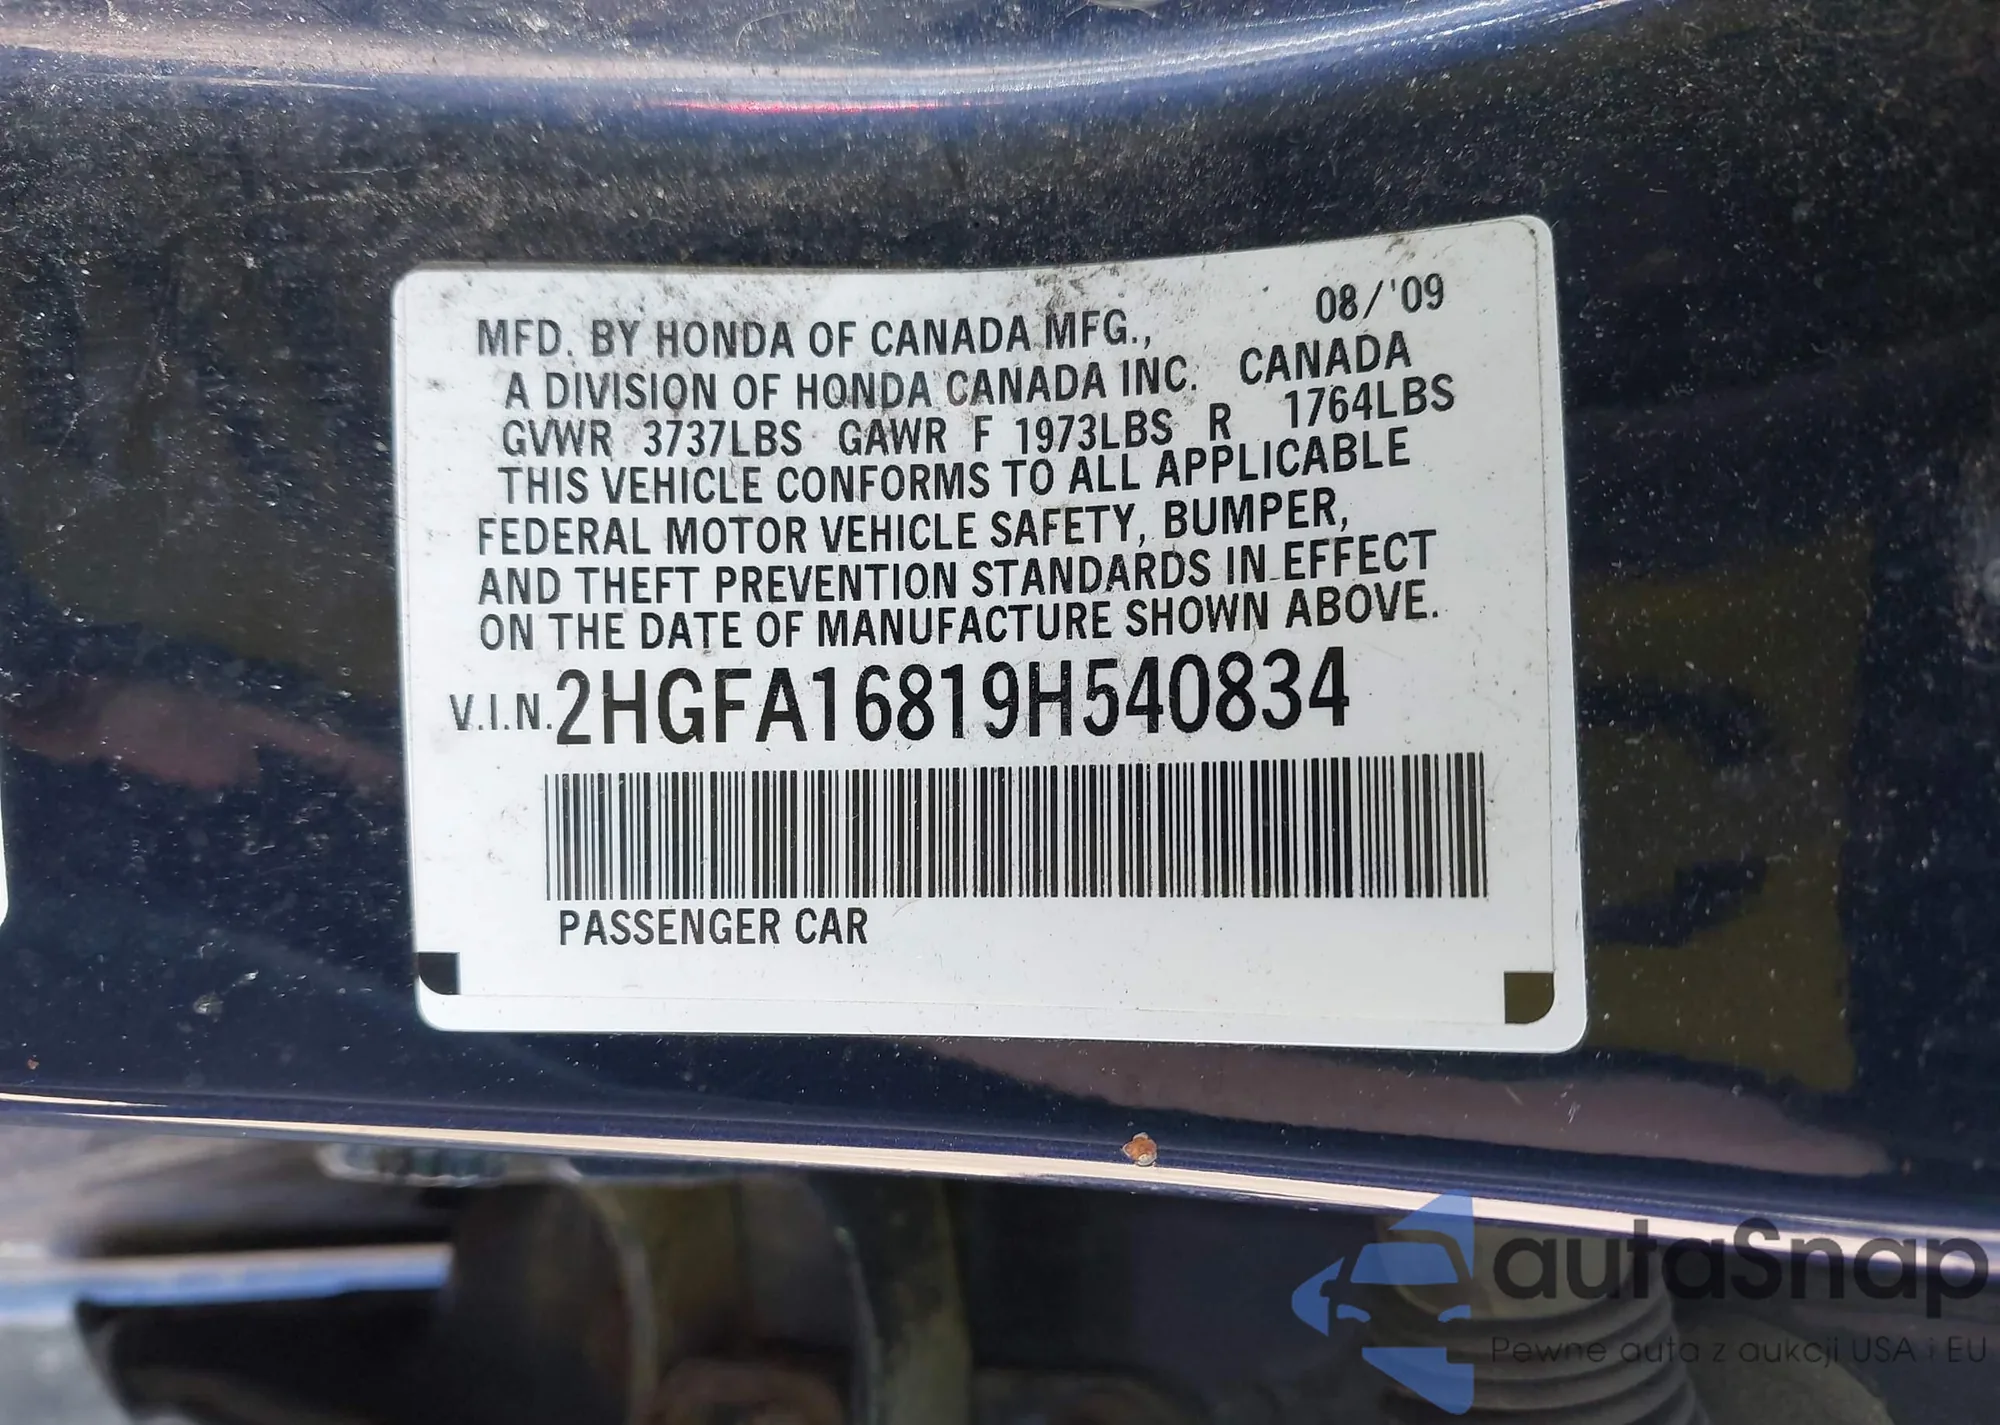 08/'09
MFD. BY HONDA OF CANADA MFG.,
A DIVISION OF HONDA CANADA INC. CANADA
GVWR 3737LBS GAWR F 1973LBS R 1764LBS
THIS VEHICLE CONFORMS TO ALL APPLICABLE
FEDERAL MOTOR VEHICLE SAFETY, BUMPER,
AND THEFT PREVENTION STANDARDS IN EFFECT
ON THE DATE OF MANUFACTURE SHOWN ABOVE.
V.I.N. 2HGFA16819H540834
PASSENGER CAR
autaSnap
Pewne auta z aukcji USA i EU